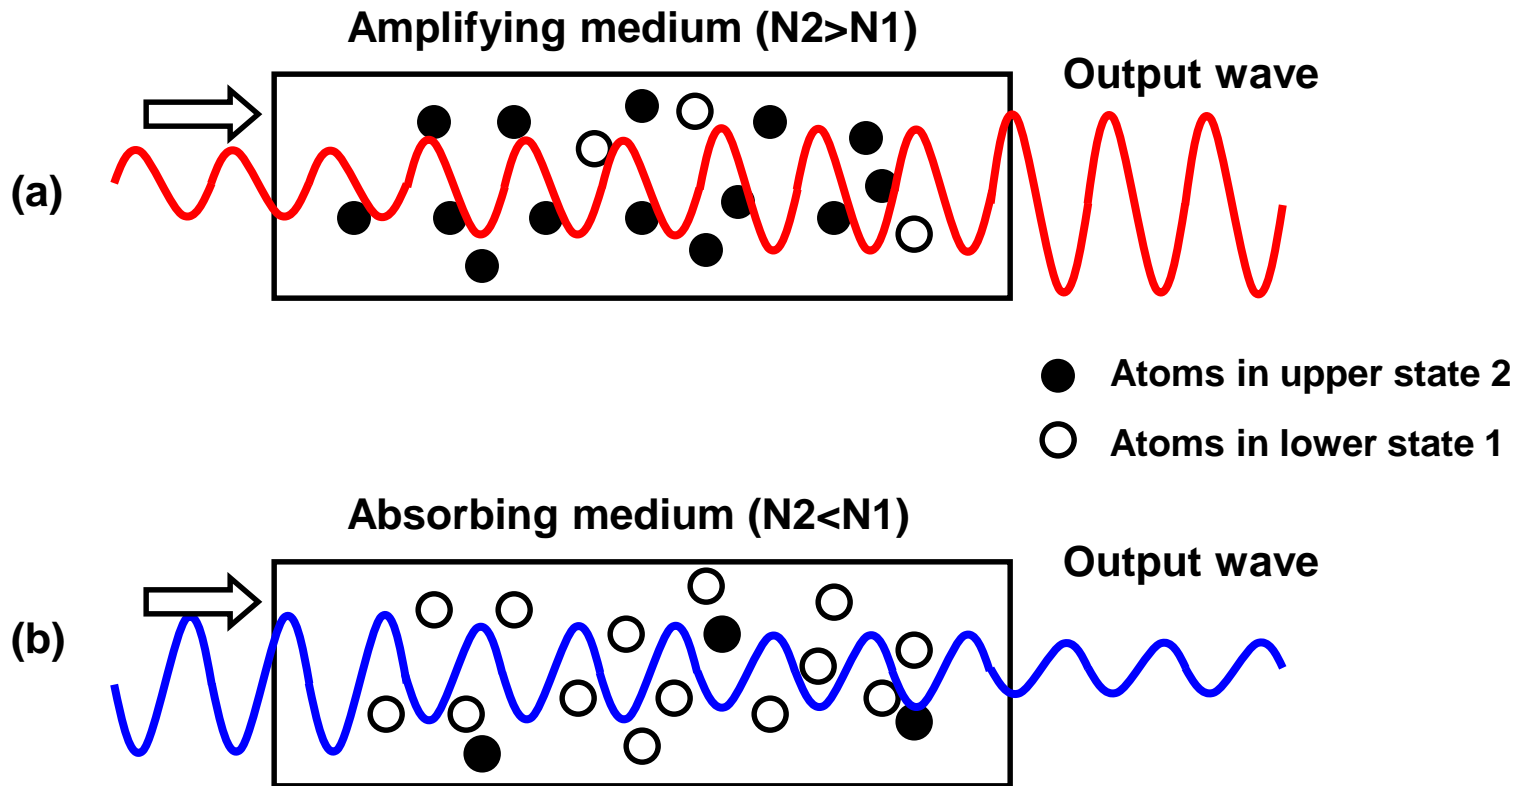 Amplifying medium (N2>N1)
Output wave
(a)
Atoms in upper state 2
Atoms in lower state 1
Absorbing medium (N2<N1)
Output wave
(b)